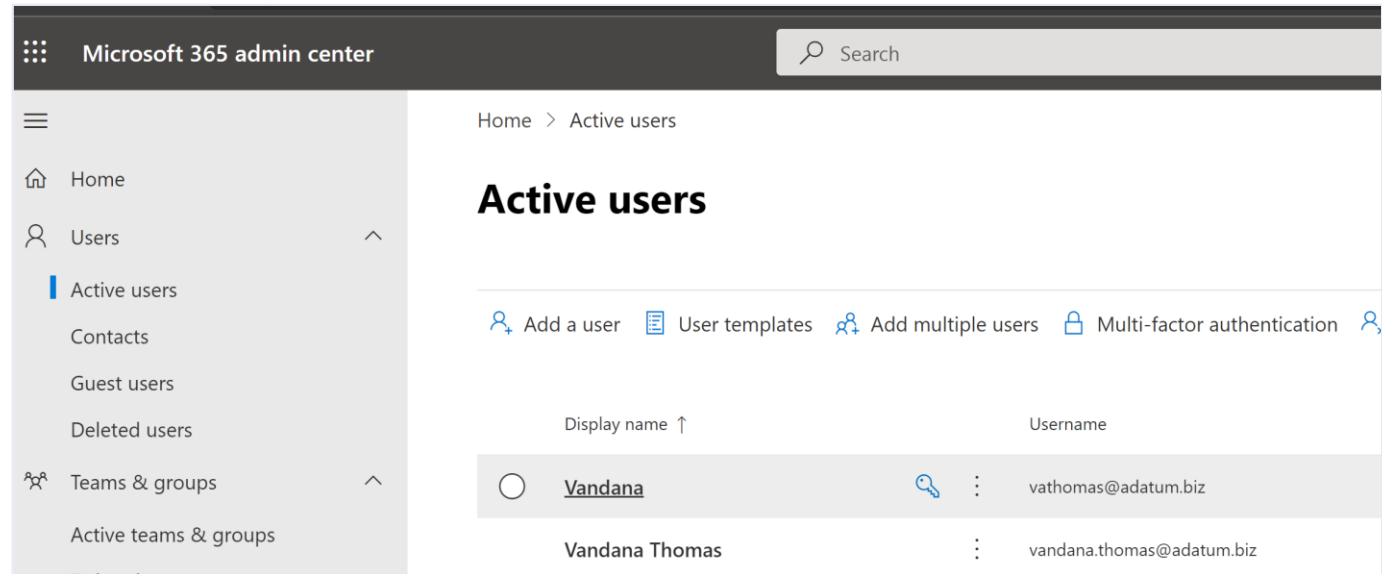 Microsoft 365 admin center
Search
Home
Users
Active users
Contacts
Guest users
Deleted users
Teams & groups
Active teams & groups
Home > Active users
Active users
Add a user User templates Add multiple users Multi-factor authentication
Display name ↑ Username
Vandana vathomas@adatum.biz
Vandana Thomas vandana.thomas@adatum.biz